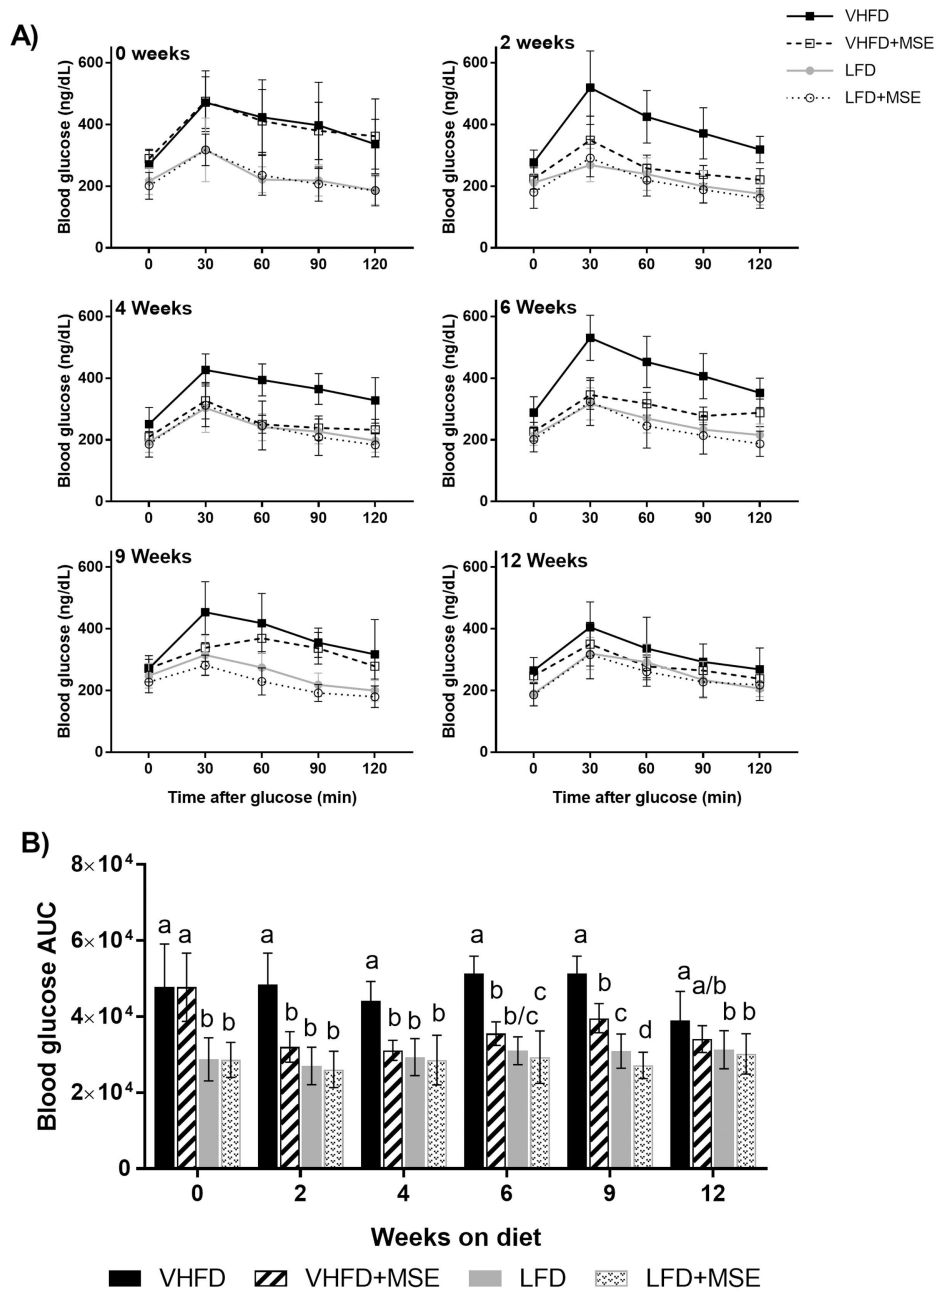 A)
VHFD
VHFD+MSE
LFD
LFD+MSE
0 weeks
Blood glucose (ng/dL)
600
400
200
0
0 30 60 90 120
2 weeks
Blood glucose (ng/dL)
600
400
200
0
0 30 60 90 120
4 Weeks
Blood glucose (ng/dL)
600
400
200
0
0 30 60 90 120
6 Weeks
Blood glucose (ng/dL)
600
400
200
0
0 30 60 90 120
9 Weeks
Blood glucose (ng/dL)
600
400
200
0
0 30 60 90 120
Time after glucose (min)
12 Weeks
Blood glucose (ng/dL)
600
400
200
0
0 30 60 90 120
Time after glucose (min)
B)
Blood glucose AUC
8×10⁴
6×10⁴
4×10⁴
2×10⁴
0
a a b b
a b b b
a b b b
a b b/c c
a b c d
a a/b b b
0 2 4 6 9 12
Weeks on diet
VHFD VHFD+MSE LFD LFD+MSE